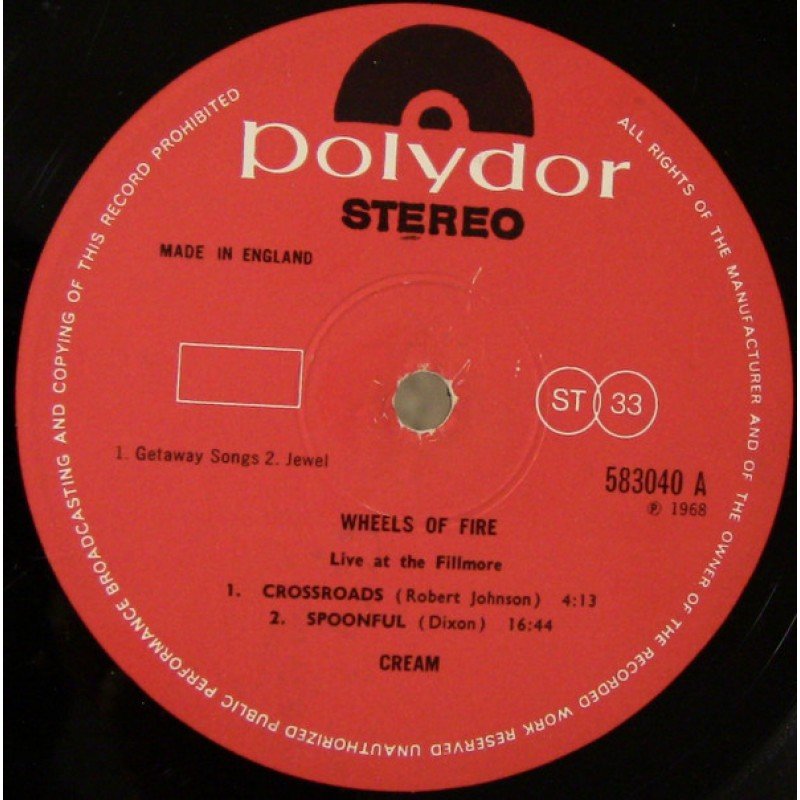 polydor
STEREO
MADE IN ENGLAND
ST 33
1. Getaway Songs 2. Jewel
583040 A
℗ 1968
WHEELS OF FIRE
Live at the Fillmore
1. CROSSROADS (Robert Johnson) 4:13
2. SPOONFUL (Dixon) 16:44
CREAM
ALL RIGHTS OF THE MANUFACTURER AND OF THE OWNER OF THE RECORDED WORK RESERVED UNAUTHORIZED PUBLIC PERFORMANCE BROADCASTING AND COPYING OF THIS RECORD PROHIBITED